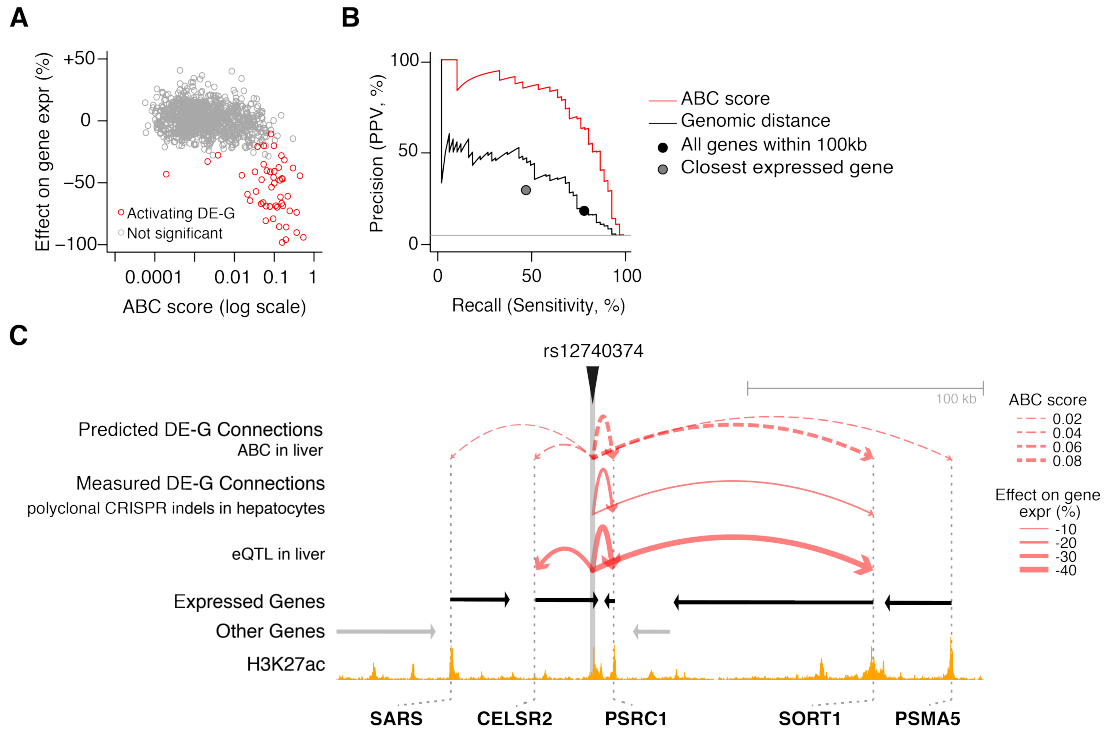 A
Effect on gene expr (%)
+50
0
−50
−100
Activating DE-G
Not significant
0.0001
0.01
0.1
1
ABC score (log scale)
B
Precision (PPV, %)
100
50
0
0
50
100
Recall (Sensitivity, %)
ABC score
Genomic distance
All genes within 100kb
Closest expressed gene
C
rs12740374
100 kb
Predicted DE-G Connections
ABC in liver
Measured DE-G Connections
polyclonal CRISPR indels in hepatocytes
eQTL in liver
Expressed Genes
Other Genes
H3K27ac
ABC score
0.02
0.04
0.06
0.08
Effect on gene
expr (%)
-10
-20
-30
-40
SARS CELSR2 PSRC1 SORT1 PSMA5